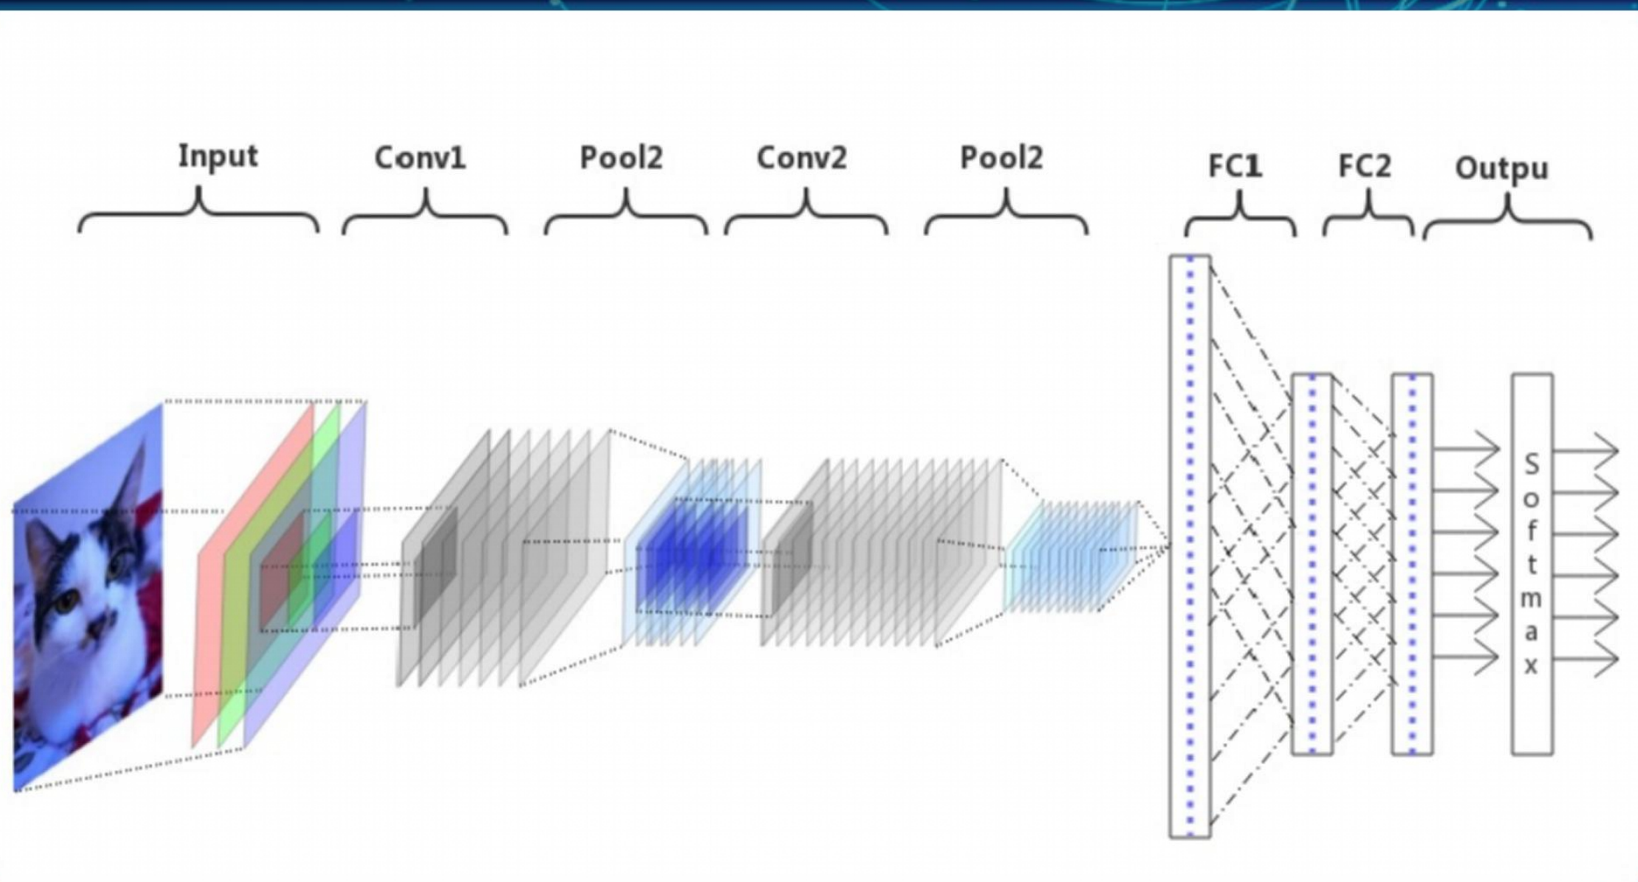 Input
Conv1
Pool2
Conv2
Pool2
FC1
FC2
Outpu
Softmax